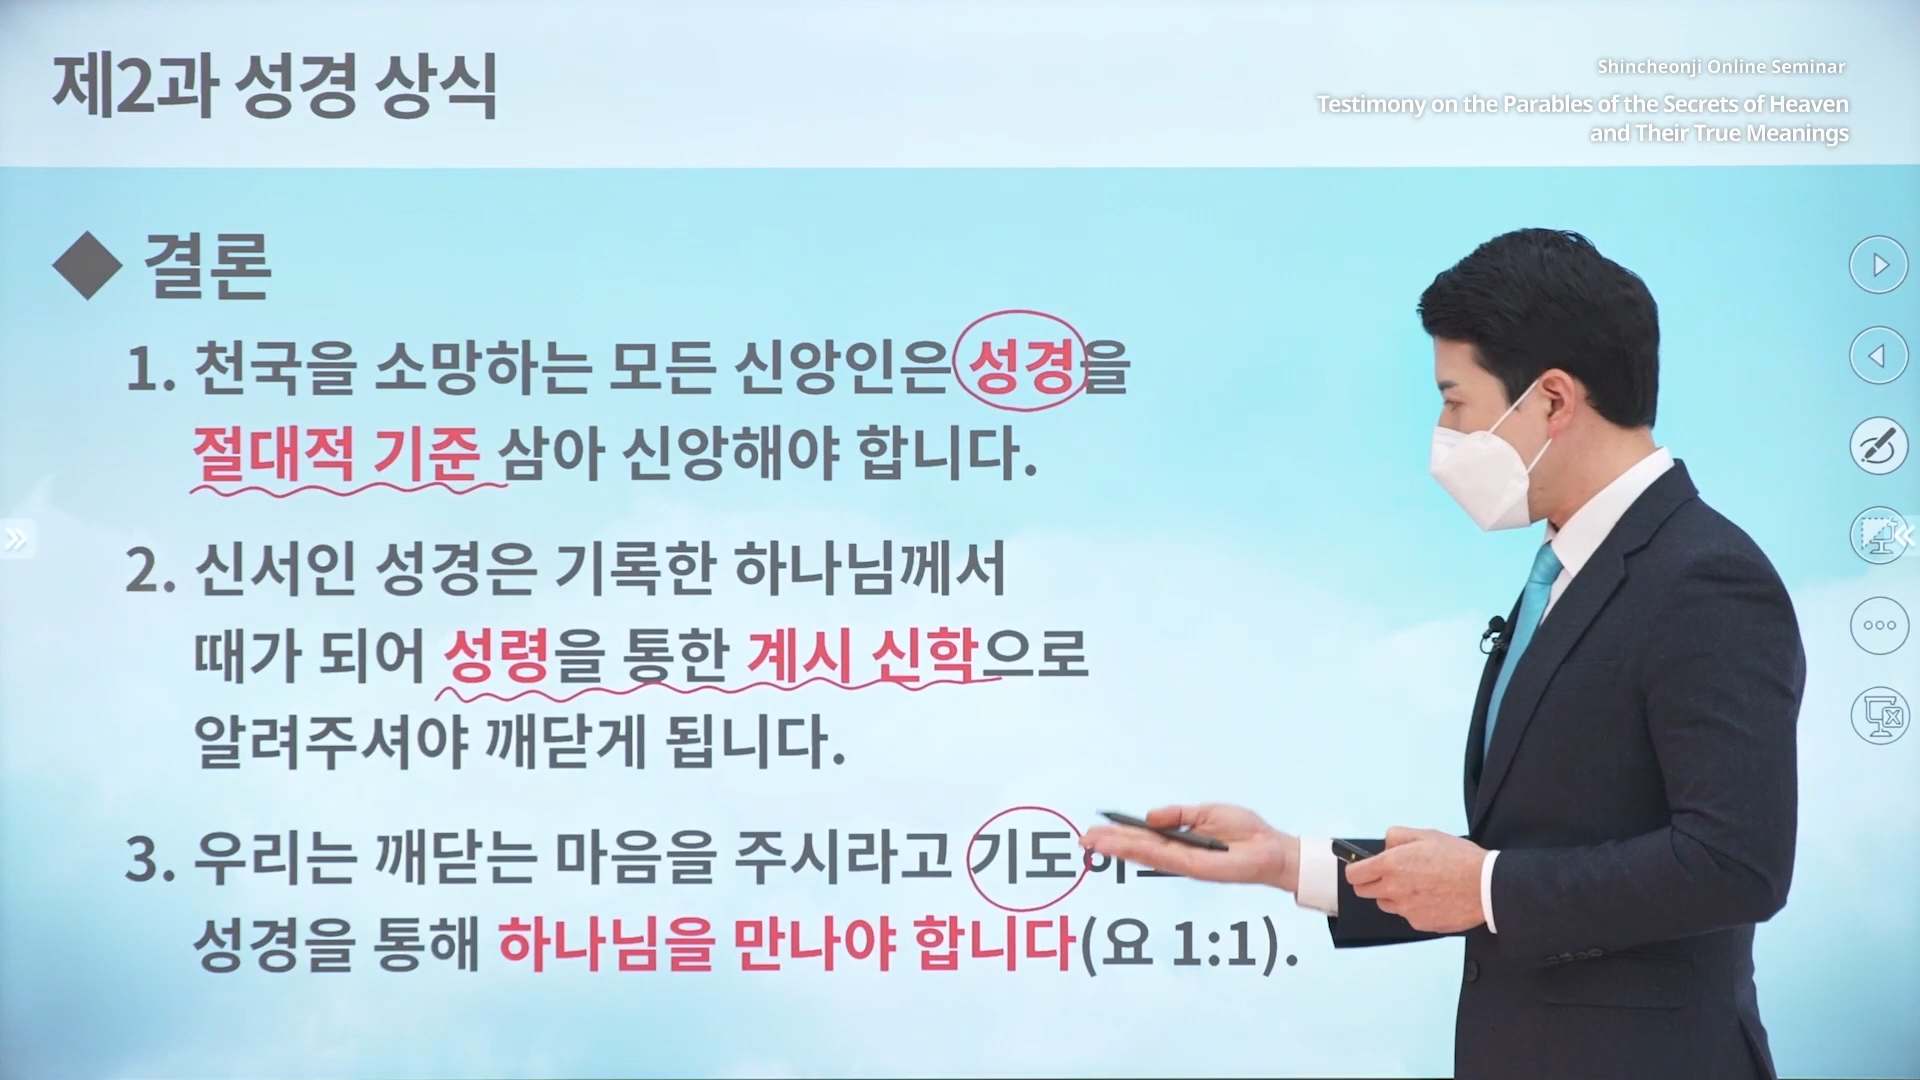 제2과 성경 상식
Shincheonji Online Seminar
Testimony on the Parables of the Secrets of Heaven
and Their True Meanings
◆ 결론
1. 천국을 소망하는 모든 신앙인은 성경을
절대적 기준 삼아 신앙해야 합니다.
2. 신서인 성경은 기록한 하나님께서
때가 되어 성령을 통한 계시 신학으로
알려주셔야 깨닫게 됩니다.
3. 우리는 깨닫는 마음을 주시라고 기도
성경을 통해 하나님을 만나야 합니다(요 1:1).